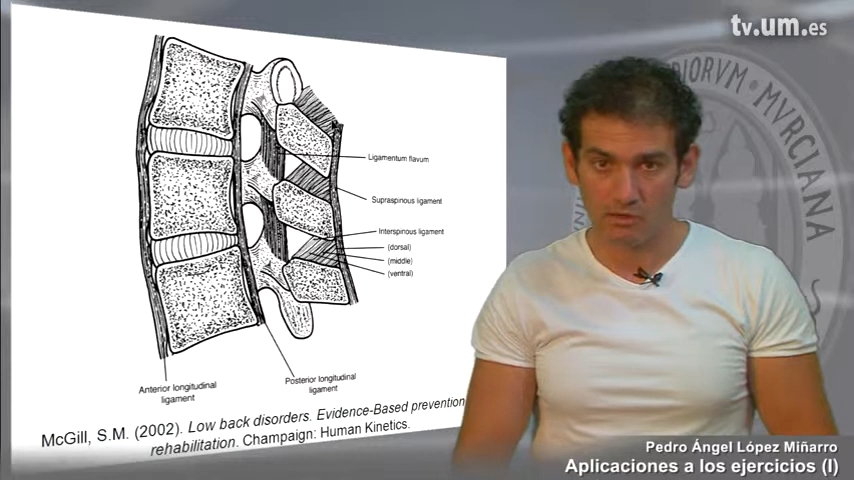 tv.um.es
Ligamentum flavum
Supraspinous ligament
Interspinous ligament
(dorsal)
(middle)
(ventral)
Anterior longitudinal
ligament
Posterior longitudinal
ligament
McGill, S.M. (2002). Low back disorders. Evidence-Based prevention
rehabilitation. Champaign: Human Kinetics.
MVRCIANA
Pedro Ángel López Miñarro
Aplicaciones a los ejercicios (I)